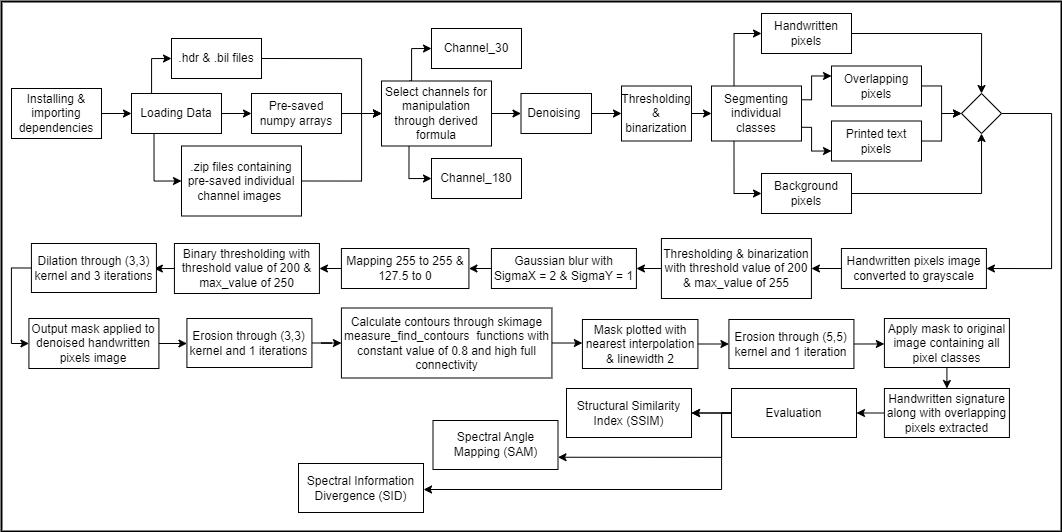 Installing &
importing
dependencies
Loading Data
.hdr & .bil files
Pre-saved
numpy arrays
.zip files containing
pre-saved individual
channel images
Select channels for
manipulation
through derived
formula
Channel_30
Channel_180
Denoising
Thresholding
&
binarization
Segmenting
individual
classes
Handwritten
pixels
Overlapping
pixels
Printed text
pixels
Background
pixels
Handwritten pixels image
converted to grayscale
Thresholding & binarization
with threshold value of 200
& max_value of 255
Gaussian blur with
SigmaX = 2 & SigmaY = 1
Mapping 255 to 255 &
127.5 to 0
Binary thresholding with
threshold value of 200 &
max_value of 250
Dilation through (3,3)
kernel and 3 iterations
Output mask applied to
denoised handwritten
pixels image
Erosion through (3,3)
kernel and 1 iterations
Calculate contours through skimage
measure_find_contours functions with
constant value of 0.8 and high full
connectivity
Mask plotted with
nearest interpolation
& linewidth 2
Erosion through (5,5)
kernel and 1 iteration
Apply mask to original
image containing all
pixel classes
Handwritten signature
along with overlapping
pixels extracted
Evaluation
Structural Similarity
Index (SSIM)
Spectral Angle
Mapping (SAM)
Spectral Information
Divergence (SID)